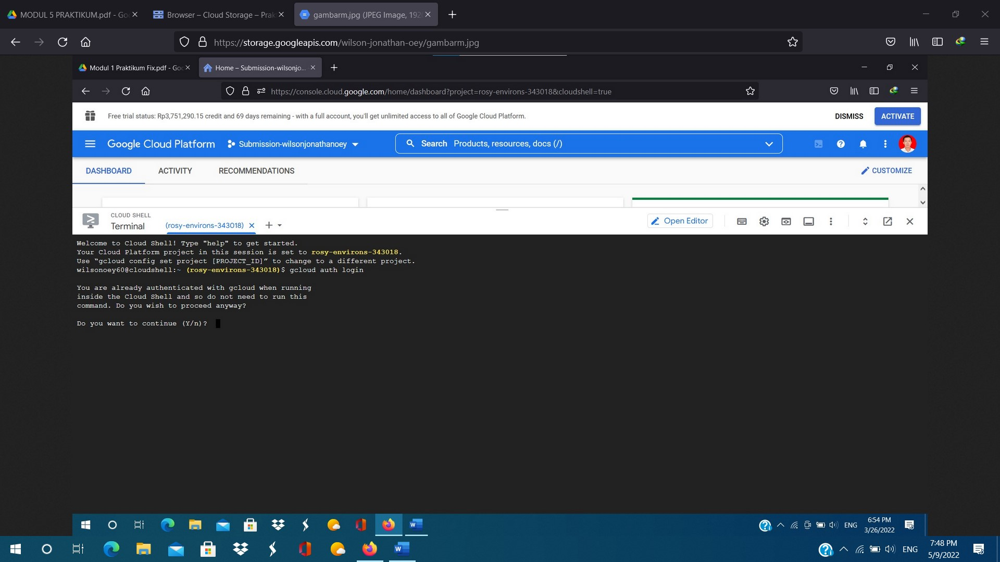 MODUL 5 PRAKTIKUM.pdf - Go
Browser – Cloud Storage – Prak
gambarm.jpg (JPEG Image, 192
https://storage.googleapis.com/wilson-jonathan-oey/gambarm.jpg
Modul 1 Praktikum Fix.pdf - Goo
Home – Submission-wilsonjo...
https://console.cloud.google.com/home/dashboard?project=rosy-environs-343018&cloudshell=true
Free trial status: Rp3,751,290.15 credit and 69 days remaining - with a full account, you'll get unlimited access to all of Google Cloud Platform.
DISMISS
ACTIVATE
Google Cloud Platform
Submission-wilsonjonathanoey
Search Products, resources, docs (/)
DASHBOARD
ACTIVITY
RECOMMENDATIONS
CUSTOMIZE
CLOUD SHELL
Terminal
(rosy-environs-343018)
Open Editor
Welcome to Cloud Shell! Type "help" to get started.
Your Cloud Platform project in this session is set to rosy-environs-343018.
Use “gcloud config set project [PROJECT_ID]” to change to a different project.
wilsonoey60@cloudshell:~ (rosy-environs-343018)$ gcloud auth login
You are already authenticated with gcloud when running
inside the Cloud Shell and so do not need to run this
command. Do you wish to proceed anyway?
Do you want to continue (Y/n)?
ENG
6:54 PM
3/26/2022
ENG
7:48 PM
5/9/2022